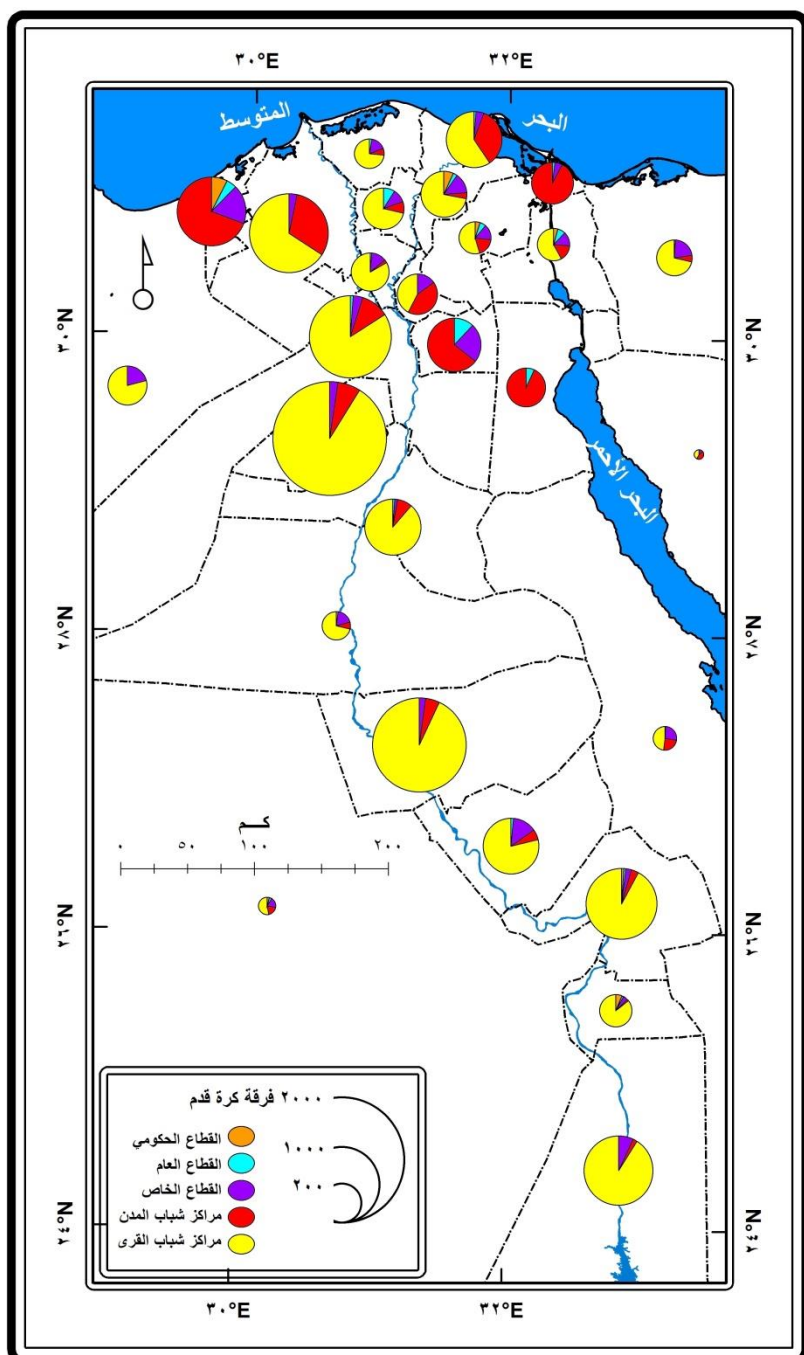 ٣٠°E ٣٢°E
البحر المتوسط
٣٠°N ٣٠°N
البحر الأحمر
٢٨°N ٢٨°N
كــم
٠ ٥٠ ١٠٠ ٢٠٠
٢٦°N ٢٦°N
٢٠٠٠ فرقة كرة قدم
١٠٠٠
٢٠٠
القطاع الحكومي
القطاع العام
القطاع الخاص
مراكز شباب المدن
مراكز شباب القرى
٢٤°N ٢٤°N
٣٠°E ٣٢°E